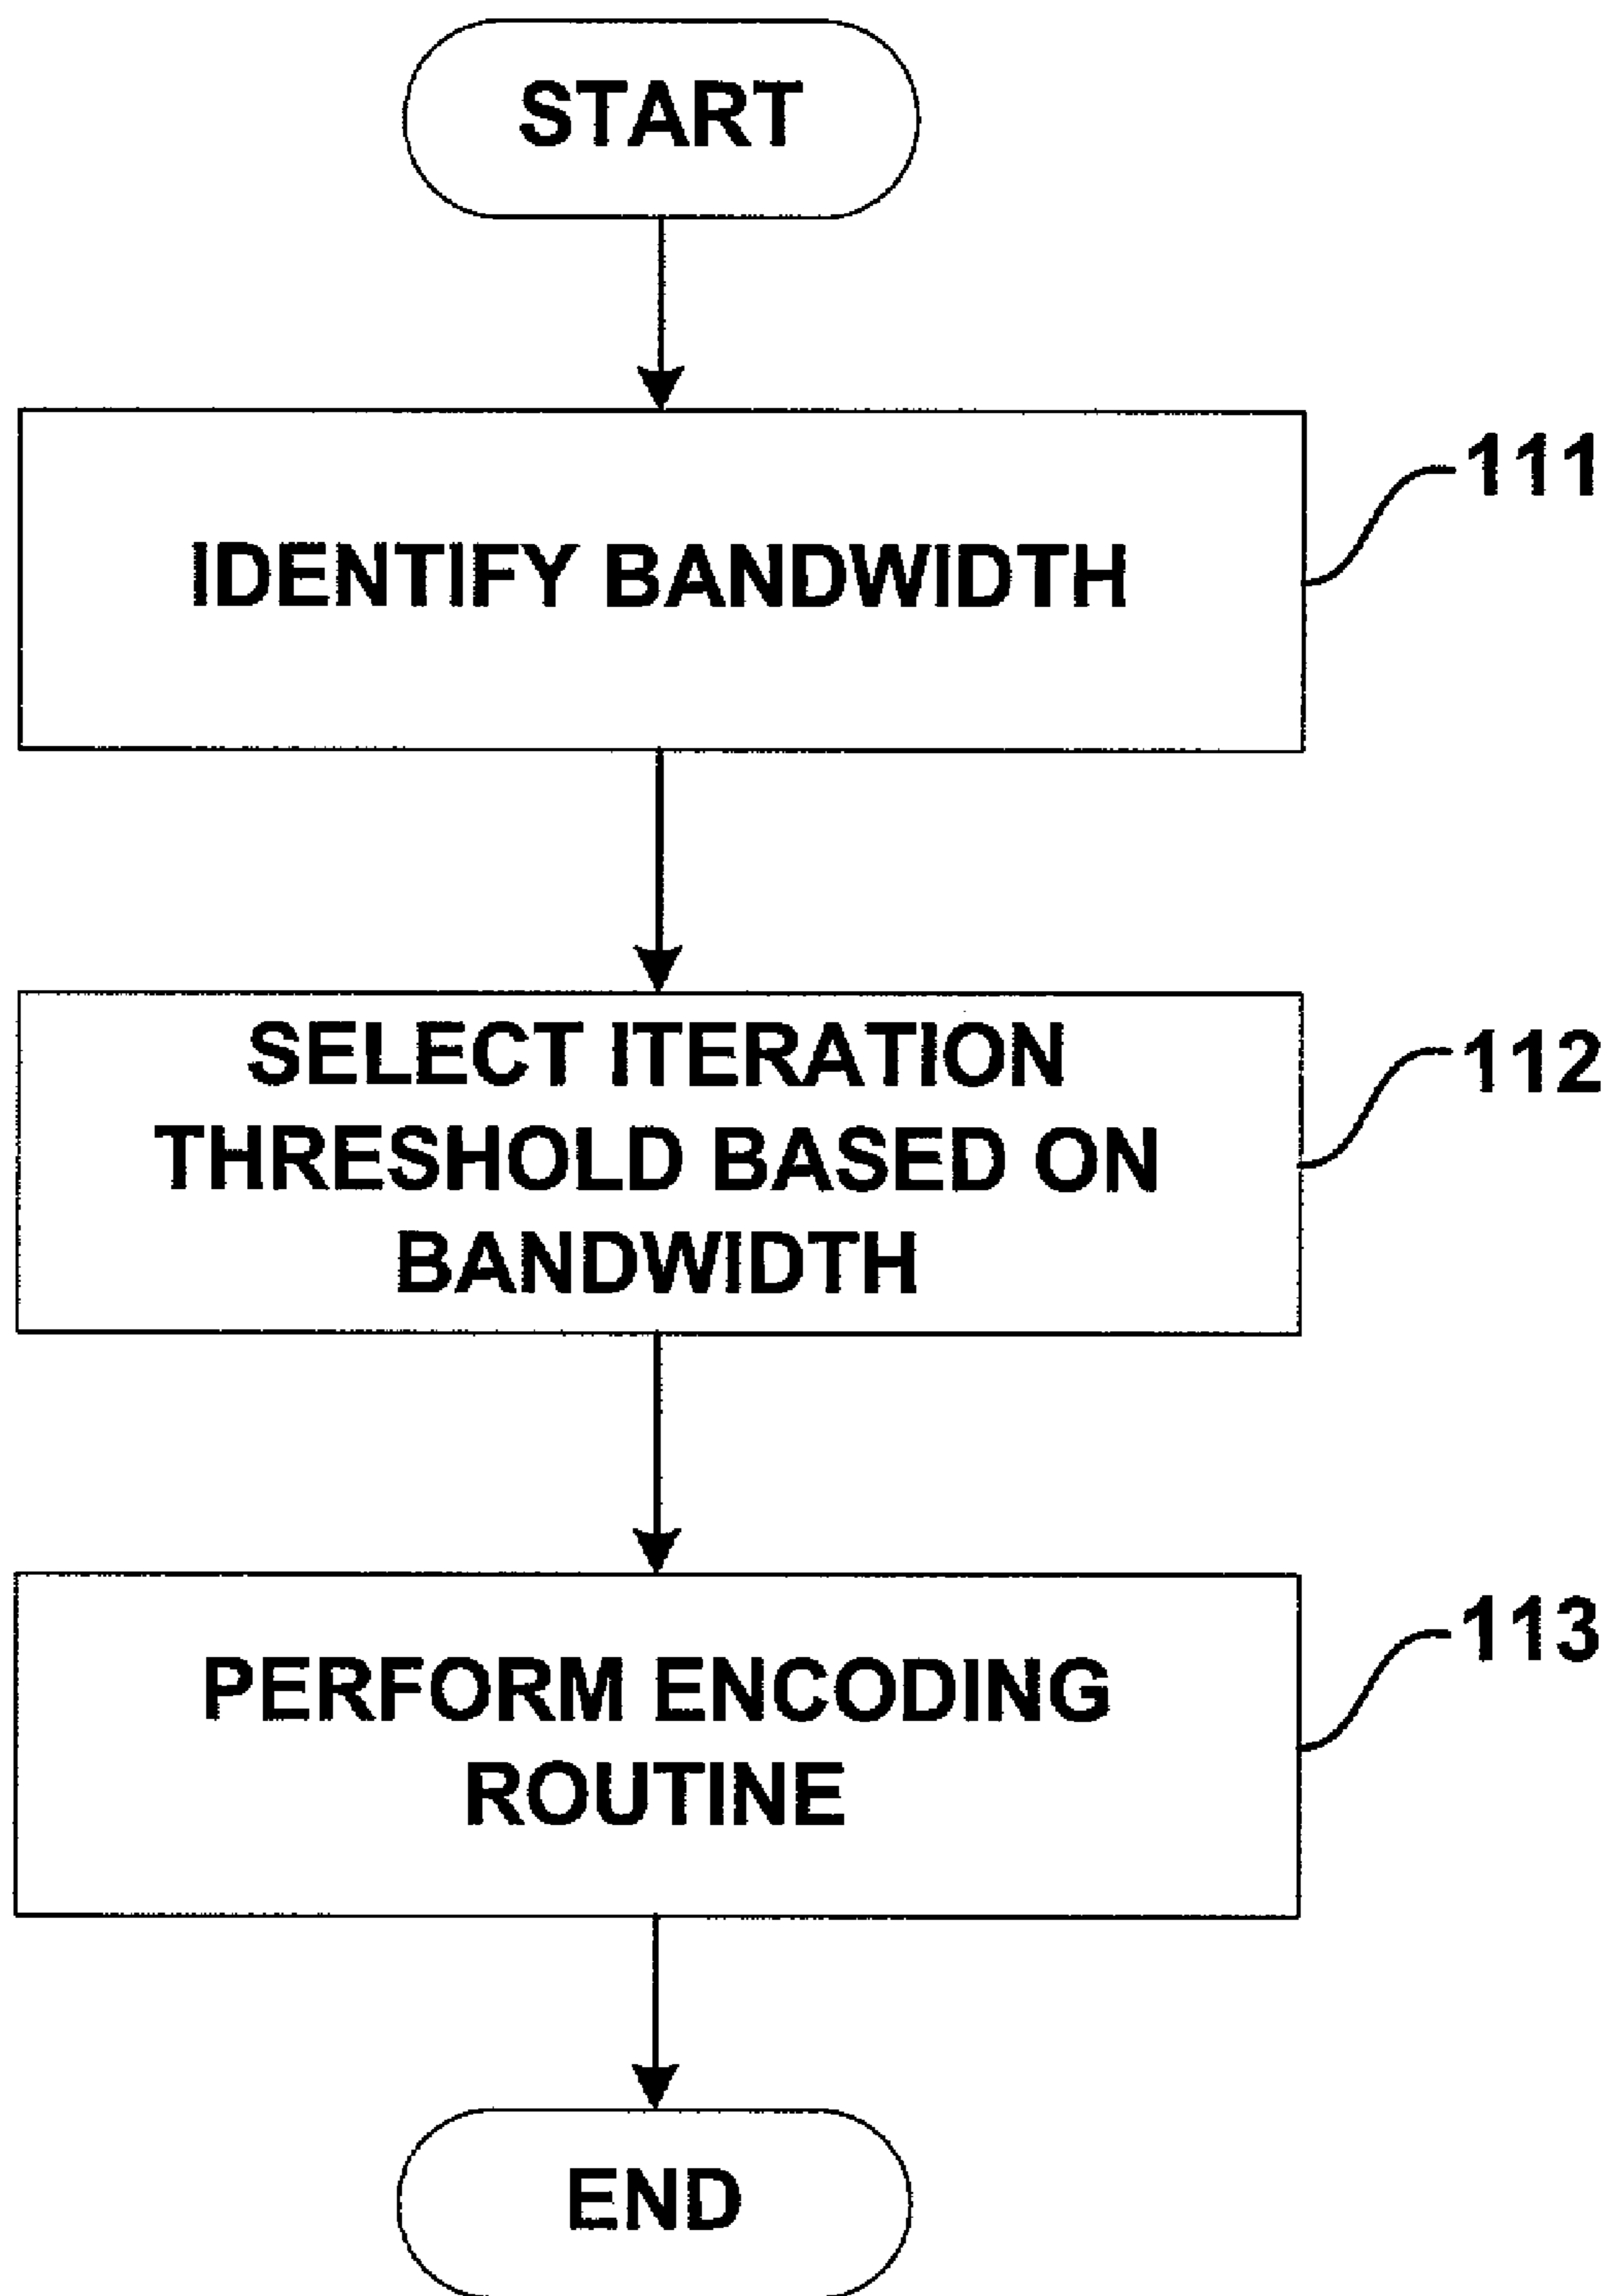 START
IDENTIFY BANDWIDTH
111
SELECT ITERATION
THRESHOLD BASED ON
BANDWIDTH
112
PERFORM ENCODING
ROUTINE
113
END